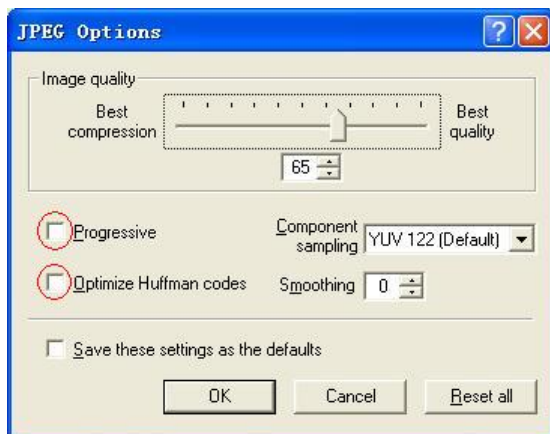 JPEG Options
Image quality
Best compression
Best quality
65
Progressive
Component sampling
YUV 122 (Default)
Optimize Huffman codes
Smoothing
0
Save these settings as the defaults
OK
Cancel
Reset all